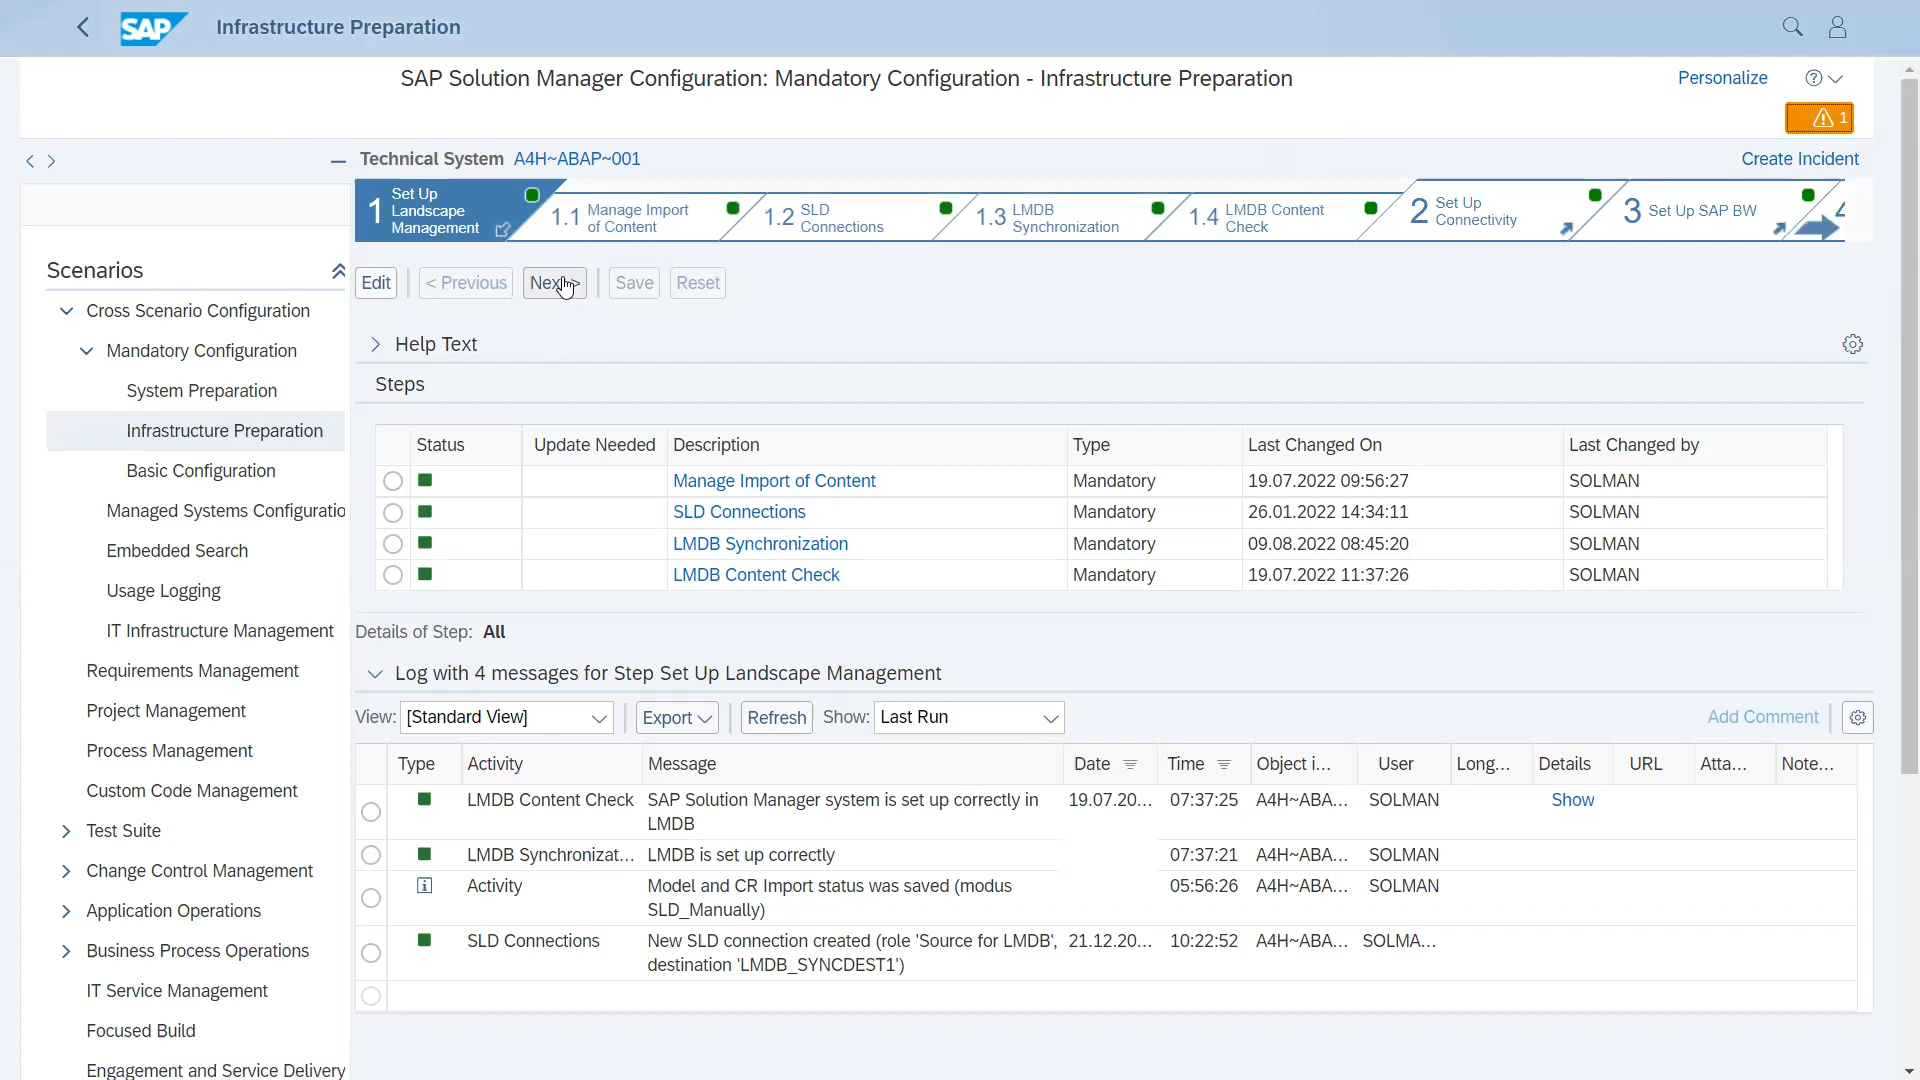 SAP Infrastructure Preparation
SAP Solution Manager Configuration: Mandatory Configuration - Infrastructure Preparation
Personalize
1
Technical System A4H~ABAP~001
Create Incident
1 Set Up Landscape Management
1.1 Manage Import of Content
1.2 SLD Connections
1.3 LMDB Synchronization
1.4 LMDB Content Check
2 Set Up Connectivity
3 Set Up SAP BW
Edit < Previous Save Reset
Help Text
Steps
Status Update Needed Description Type Last Changed On Last Changed by
Manage Import of Content Mandatory 19.07.2022 09:56:27 SOLMAN
SLD Connections Mandatory 26.01.2022 14:34:11 SOLMAN
LMDB Synchronization Mandatory 09.08.2022 08:45:20 SOLMAN
LMDB Content Check Mandatory 19.07.2022 11:37:26 SOLMAN
Details of Step: All
Log with 4 messages for Step Set Up Landscape Management
View: [Standard View] Export Refresh Show: Last Run Add Comment
Type Activity Message Date Time Object i... User Long... Details URL Atta... Note...
LMDB Content Check SAP Solution Manager system is set up correctly in 19.07.20... 07:37:25 A4H~ABA... SOLMAN Show
LMDB
LMDB Synchronizat... LMDB is set up correctly 07:37:21 A4H~ABA... SOLMAN
Activity Model and CR Import status was saved (modus 05:56:26 A4H~ABA... SOLMAN
SLD_Manually)
SLD Connections New SLD connection created (role 'Source for LMDB', 21.12.20... 10:22:52 A4H~ABA... SOLMA...
destination 'LMDB_SYNCDEST1')
Scenarios
Cross Scenario Configuration
Mandatory Configuration
System Preparation
Infrastructure Preparation
Basic Configuration
Managed Systems Configuratio
Embedded Search
Usage Logging
IT Infrastructure Management
Requirements Management
Project Management
Process Management
Custom Code Management
Test Suite
Change Control Management
Application Operations
Business Process Operations
IT Service Management
Focused Build
Engagement and Service Delivery